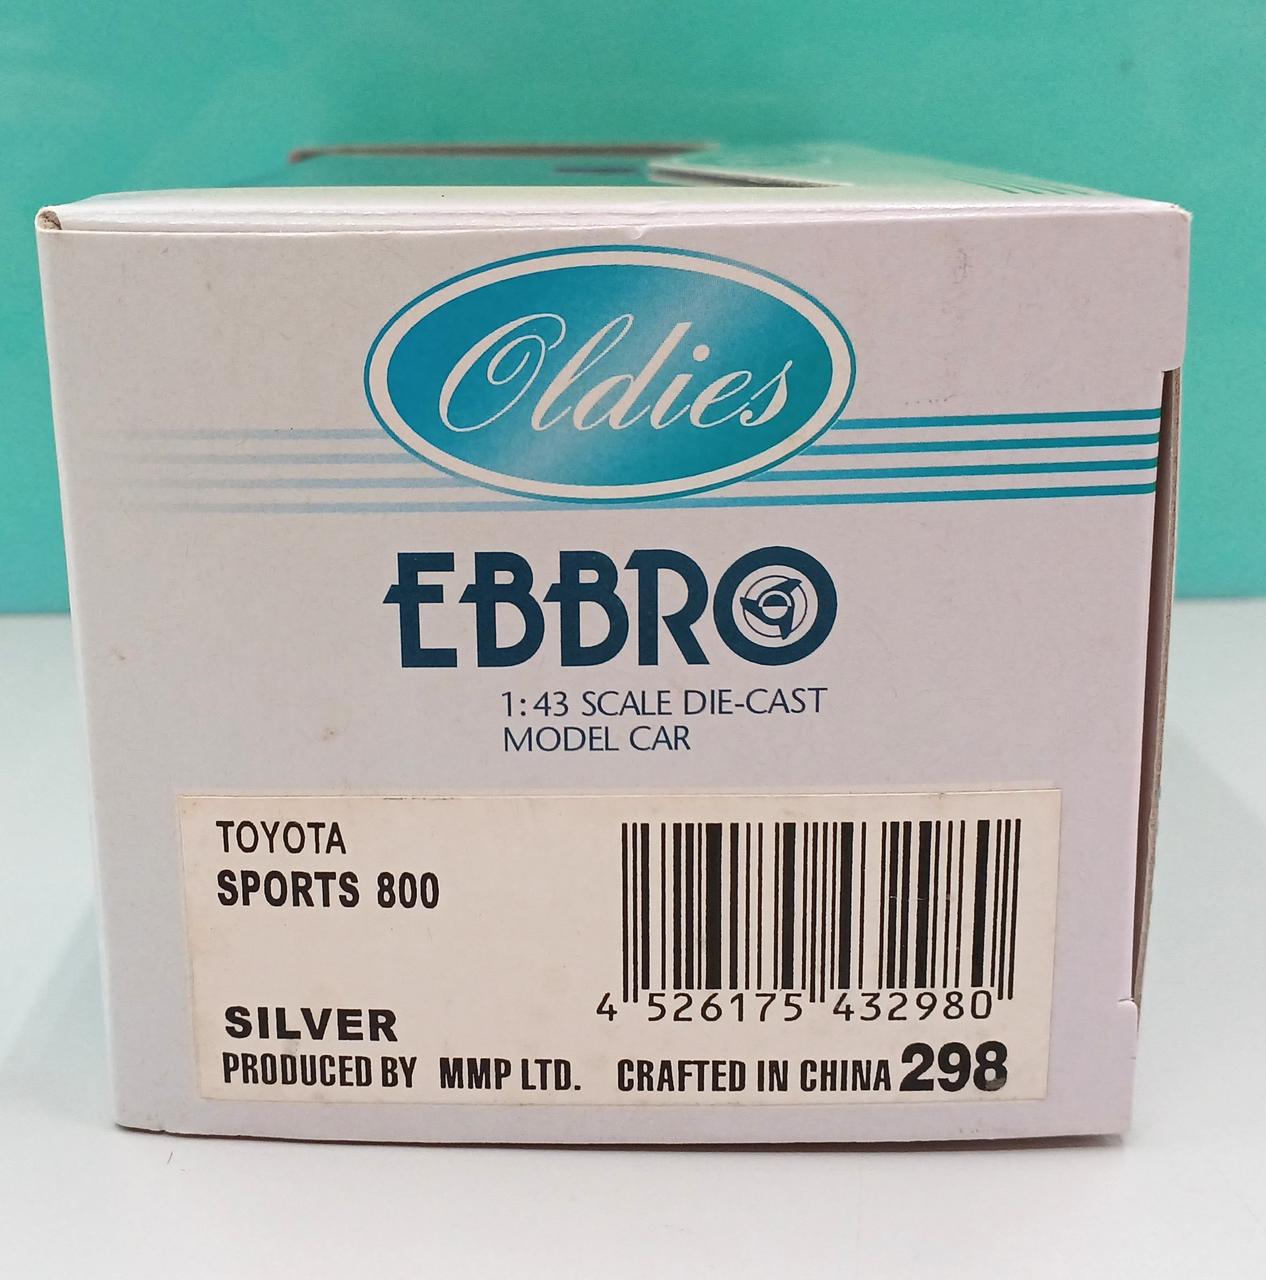 Oldies
EBBRO
1:43 SCALE DIE-CAST
MODEL CAR
TOYOTA
SPORTS 800
4 526175 432980
SILVER
PRODUCED BY MMP LTD. CRAFTED IN CHINA 298